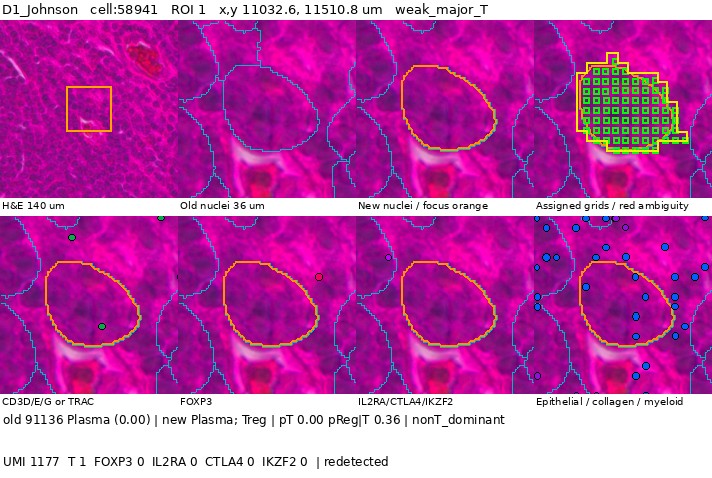 D1_Johnson   cell:58941   ROI 1   x,y 11032.6, 11510.8 um   weak_major_T
H&E 140 um
Old nuclei 36 um
New nuclei / focus orange
Assigned grids / red ambiguity
CD3D/E/G or TRAC
FOXP3
IL2RA/CTLA4/IKZF2
Epithelial / collagen / myeloid
old 91136 Plasma (0.00) | new Plasma; Treg | pT 0.00 pReg|T 0.36 | nonT_dominant
UMI 1177  T 1  FOXP3 0  IL2RA 0  CTLA4 0  IKZF2 0  | redetected